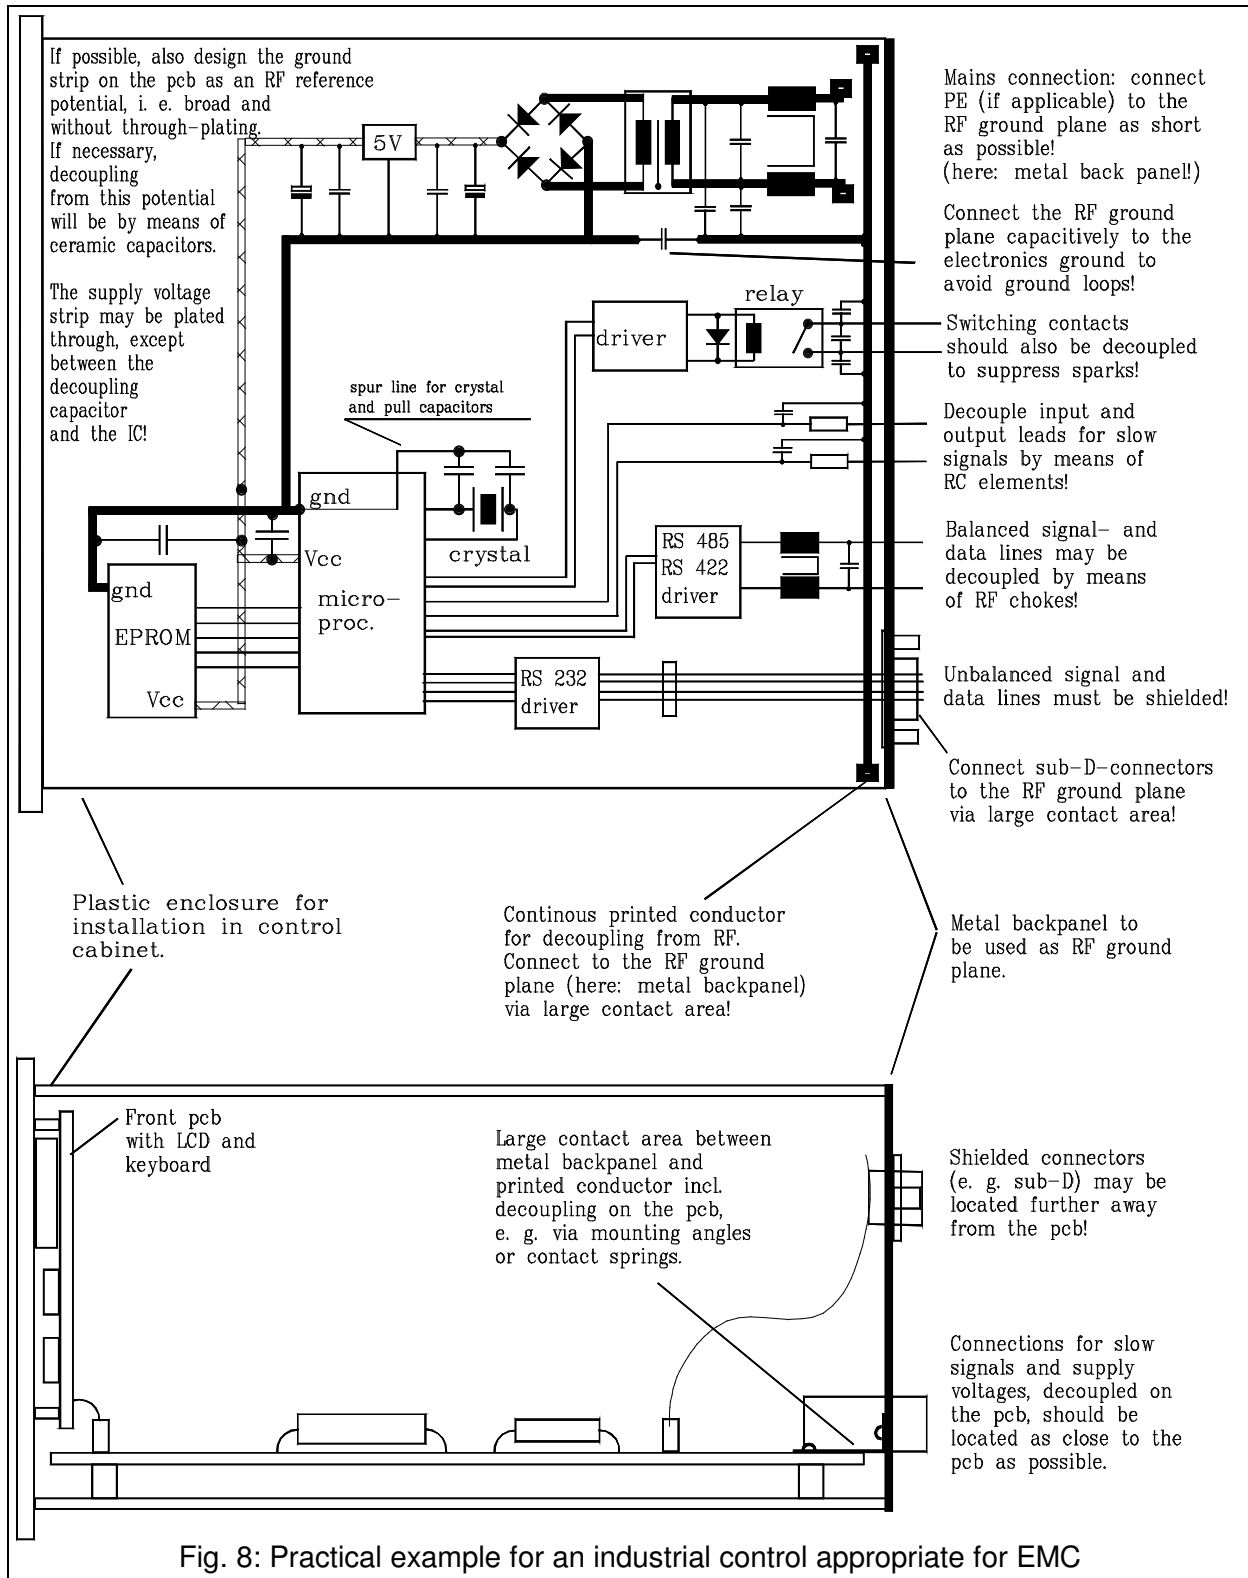 If possible, also design the ground
strip on the pcb as an RF reference
potential, i. e. broad and
without through-plating.
If necessary,
decoupling
from this potential
will be by means of
ceramic capacitors.
The supply voltage
strip may be plated
through, except
between the
decoupling
capacitor
and the IC!
5V
Mains connection: connect
PE (if applicable) to the
RF ground plane as short
as possible!
(here: metal back panel!)
Connect the RF ground
plane capacitively to the
electronics ground to
avoid ground loops!
relay
driver
Switching contacts
should also be decoupled
to suppress sparks!
spur line for crystal
and pull capacitors
Decouple input and
output leads for slow
signals by means of
RC elements!
gnd
Vcc
micro-
proc.
crystal
gnd
EPROM
Vcc
RS 485
RS 422
driver
Balanced signal- and
data lines may be
decoupled by means
of RF chokes!
RS 232
driver
Unbalanced signal and
data lines must be shielded!
Connect sub-D-connectors
to the RF ground plane
via large contact area!
Plastic enclosure for
installation in control
cabinet.
Continous printed conductor
for decoupling from RF.
Connect to the RF ground
plane (here: metal backpanel)
via large contact area!
Metal backpanel to
be used as RF ground
plane.
Front pcb
with LCD and
keyboard
Large contact area between
metal backpanel and
printed conductor incl.
decoupling on the pcb,
e. g. via mounting angles
or contact springs.
Shielded connectors
(e. g. sub-D) may be
located further away
from the pcb!
Connections for slow
signals and supply
voltages, decoupled on
the pcb, should be
located as close to the
pcb as possible.
Fig. 8: Practical example for an industrial control appropriate for EMC